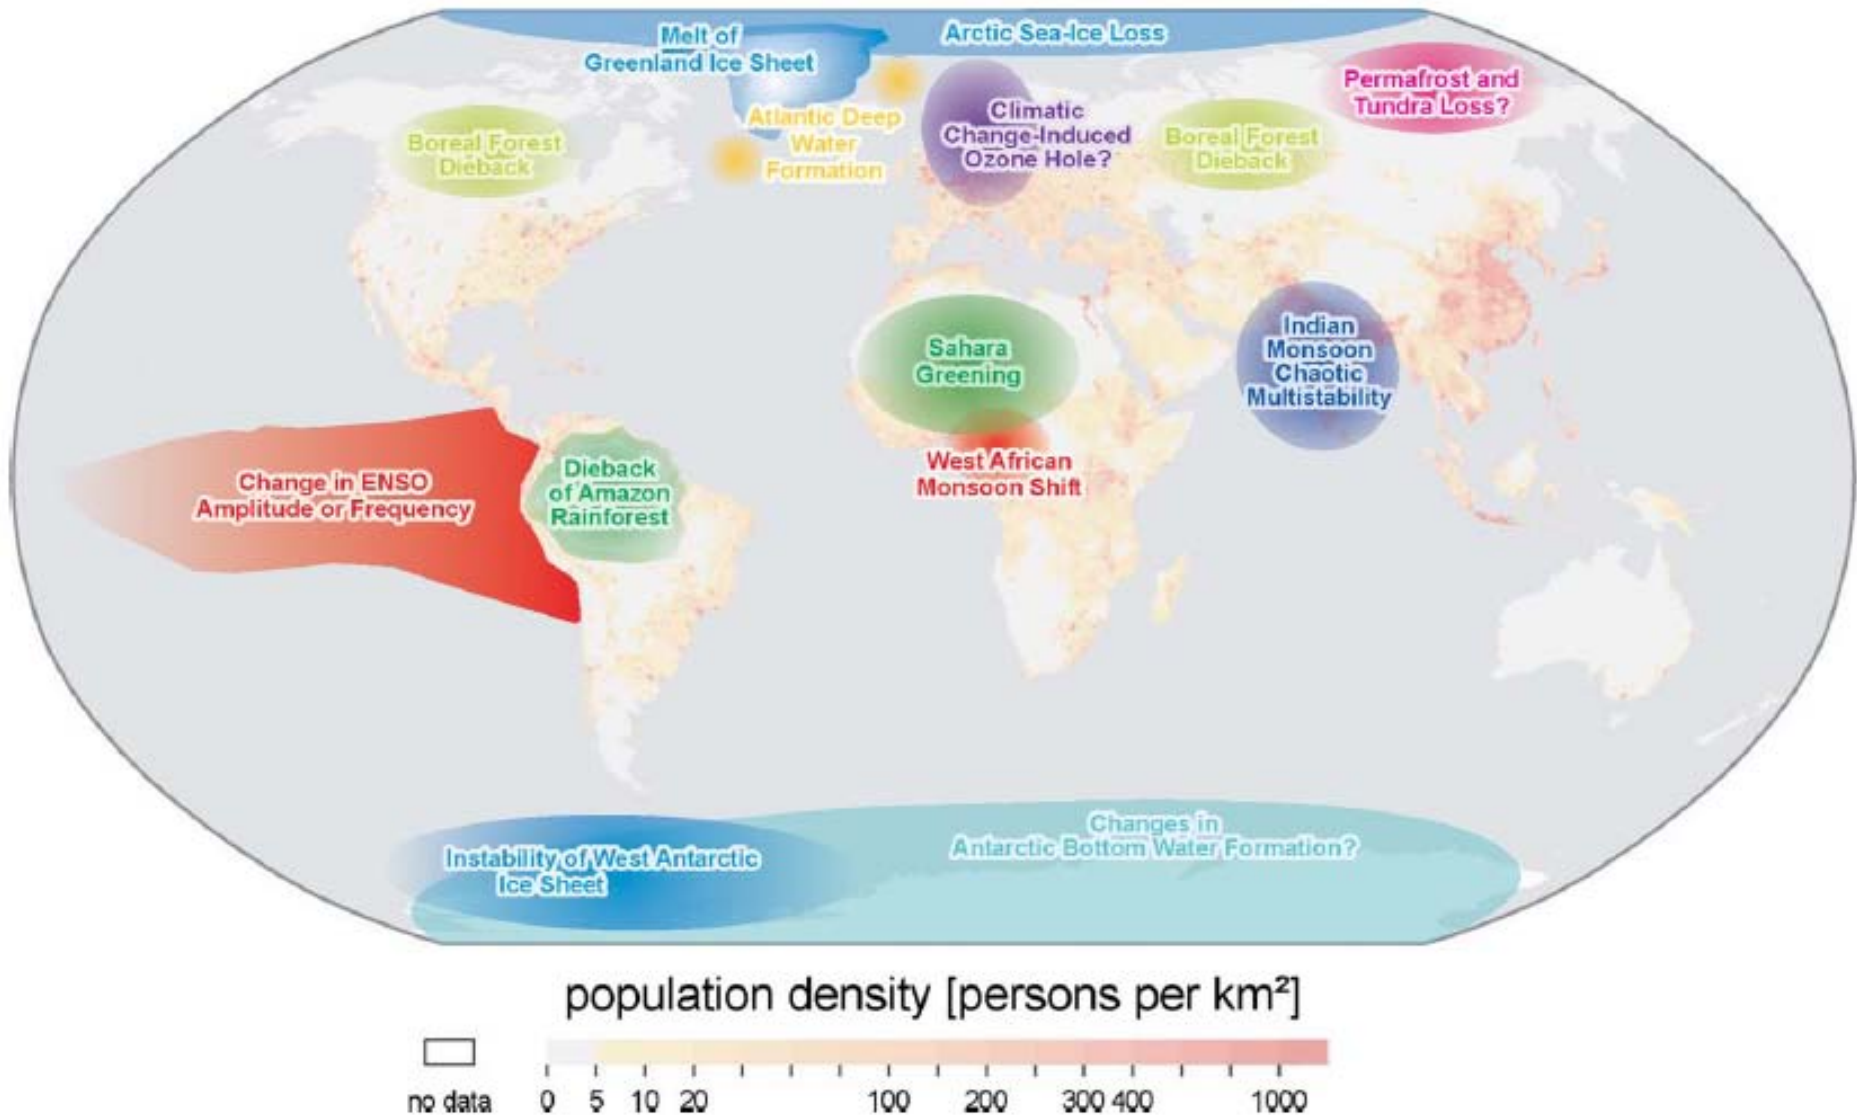 Melt of
Greenland Ice Sheet
Arctic Sea-Ice Loss
Permafrost and
Tundra Loss?
Boreal Forest
Dieback
Atlantic Deep
Water
Formation
Climatic
Change-Induced
Ozone Hole?
Boreal Forest
Dieback
Sahara
Greening
Indian
Monsoon
Chaotic
Multistability
West African
Monsoon Shift
Change in ENSO
Amplitude or Frequency
Dieback
of Amazon
Rainforest
Instability of West Antarctic
Ice Sheet
Changes in
Antarctic Bottom Water Formation?
population density [persons per km²]
no data 0 5 10 20 100 200 300 400 1000